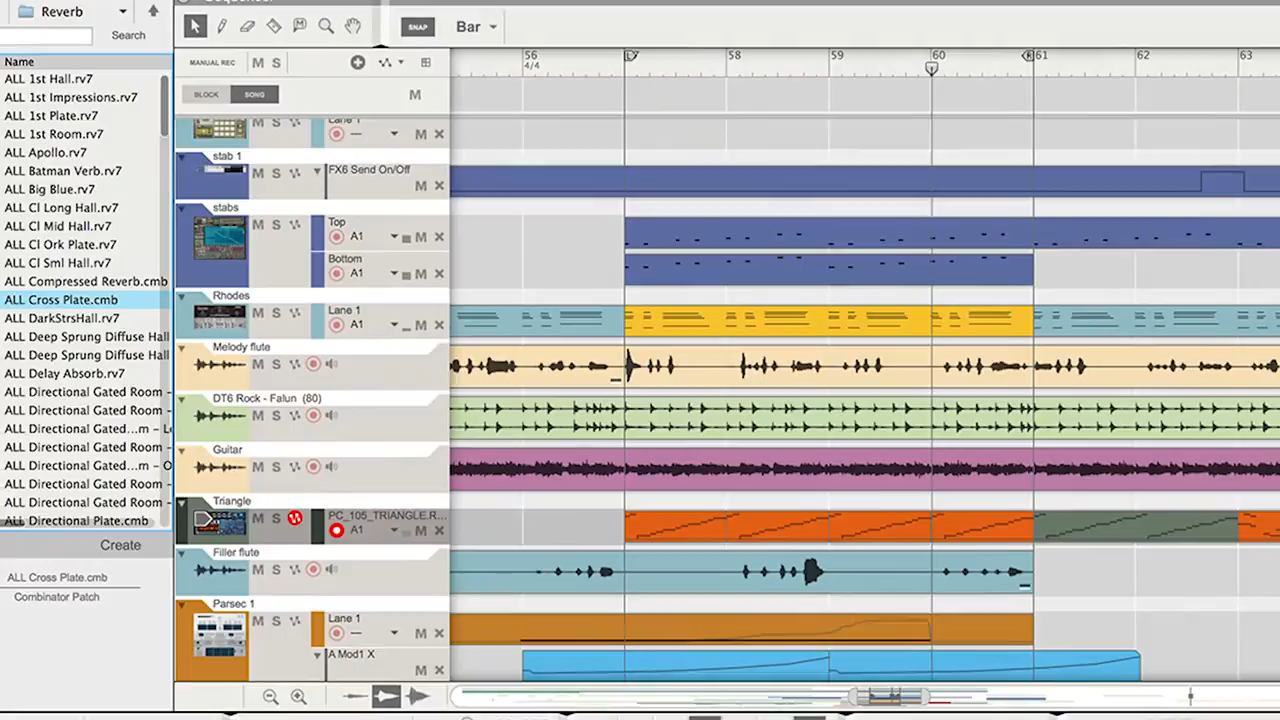 Reverb
Search
Name
ALL 1st Hall.rv7
ALL 1st Impressions.rv7
ALL 1st Plate.rv7
ALL 1st Room.rv7
ALL Apollo.rv7
ALL Batman Verb.rv7
ALL Big Blue.rv7
ALL Cl Long Hall.rv7
ALL Cl Mid Hall.rv7
ALL Cl Ork Plate.rv7
ALL Cl Sml Hall.rv7
ALL Compressed Reverb.cmb
ALL Cross Plate.cmb
ALL DarkStrsHall.rv7
ALL Deep Sprung Diffuse Hall
ALL Deep Sprung Diffuse Hall
ALL Delay Absorb.rv7
ALL Directional Gated Room -
ALL Directional Gated Room -
ALL Directional Gated...m - L
ALL Directional Gated Room -
ALL Directional Gated...m - O
ALL Directional Gated Room -
ALL Directional Gated Room -
ALL Directional Plate.cmb
Create
ALL Cross Plate.cmb
Combinator Patch
SNAP
Bar
MANUAL REC
M S
BLOCK
SONG
M
56
4/4
58
59
60
61
62
63
M S
Lane 1
—
M
stab 1
M S
FX6 Send On/Off
M
stabs
M S
Top
A1
M
Bottom
A1
M
Rhodes
M S
Lane 1
A1
M
Melody flute
M S
DT6 Rock - Falun (80)
M S
Guitar
M S
Triangle
M S
PC_105_TRIANGLE.R...
A1
M
Filler flute
M S
Parsec 1
M S
Lane 1
—
M
A Mod1 X
M